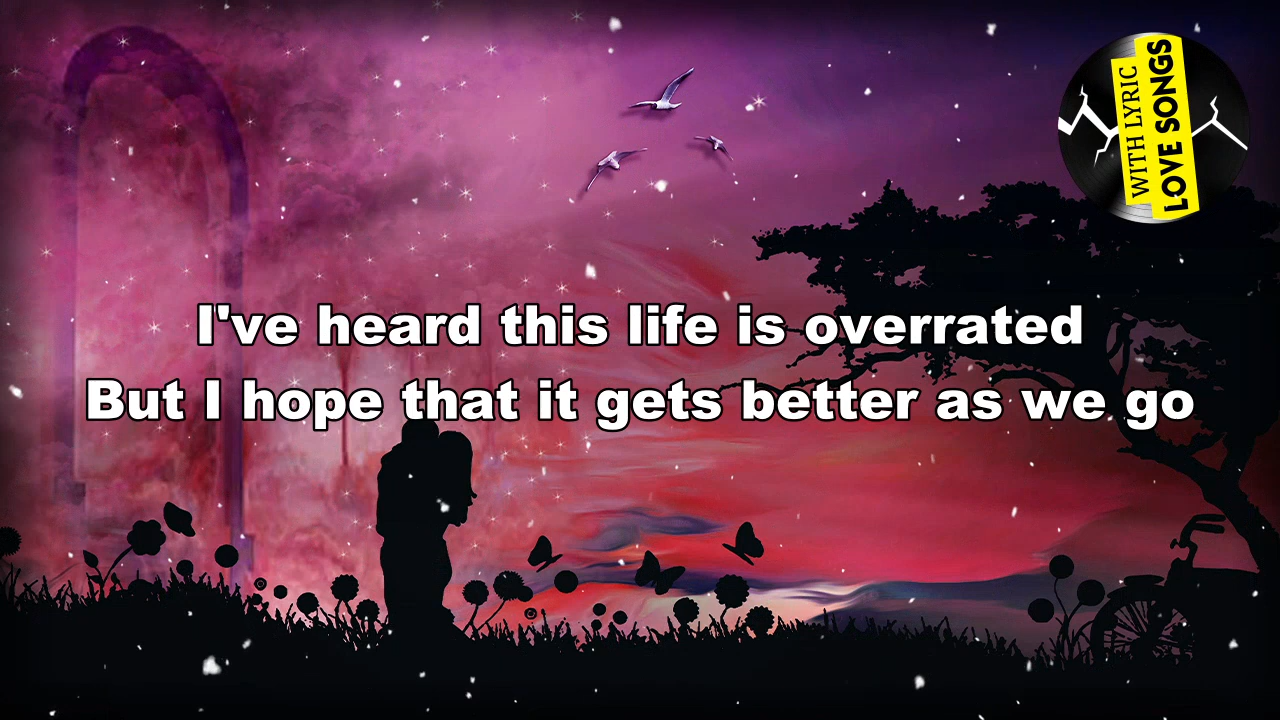 WITH LYRIC
LOVE SONGS
I've heard this life is overrated
But I hope that it gets better as we go